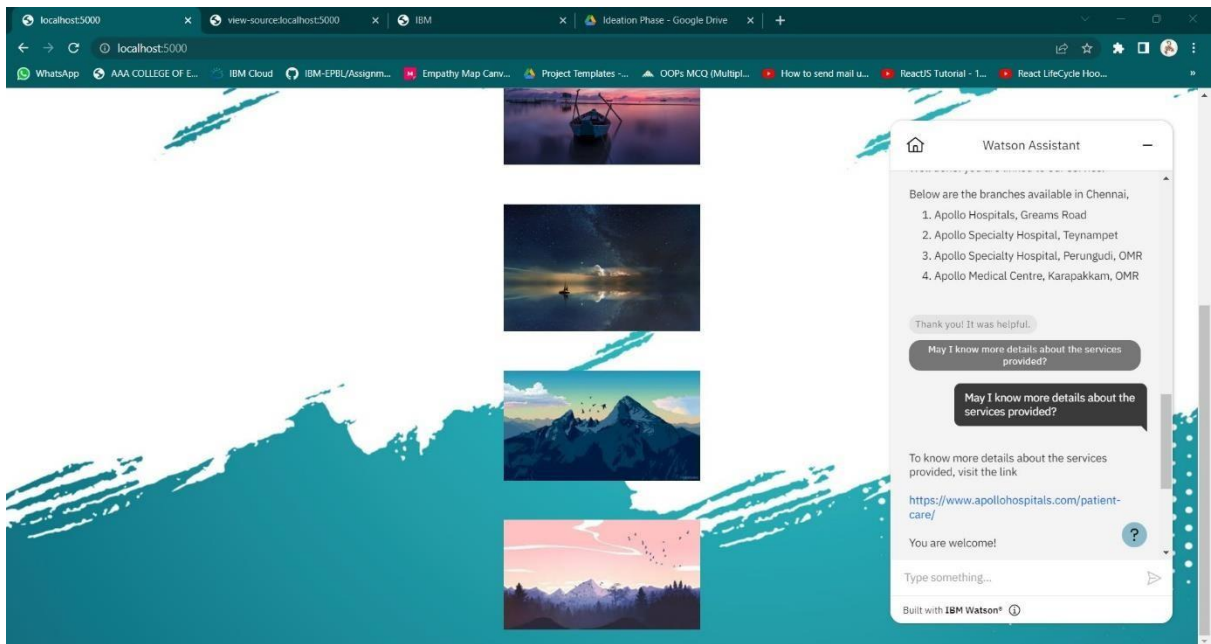 localhost:5000
view-source:localhost:5000
IBM
Ideation Phase - Google Drive
localhost:5000
WhatsApp
AAA COLLEGE OF E...
IBM Cloud
IBM-EPBL/Assignm...
Empathy Map Canv...
Project Templates -...
OOPs MCQ (Multipl...
How to send mail u...
ReactJS Tutorial - 1...
React LifeCycle Hoo...
»
Watson Assistant
Below are the branches available in Chennai,
1. Apollo Hospitals, Greams Road
2. Apollo Specialty Hospital, Teynampet
3. Apollo Specialty Hospital, Perungudi, OMR
4. Apollo Medical Centre, Karapakkam, OMR
Thank you! It was helpful.
May I know more details about the services
provided?
May I know more details about the
services provided?
To know more details about the services
provided, visit the link
https://www.apollohospitals.com/patient-
care/
You are welcome!
?
Type something...
Built with IBM Watson®